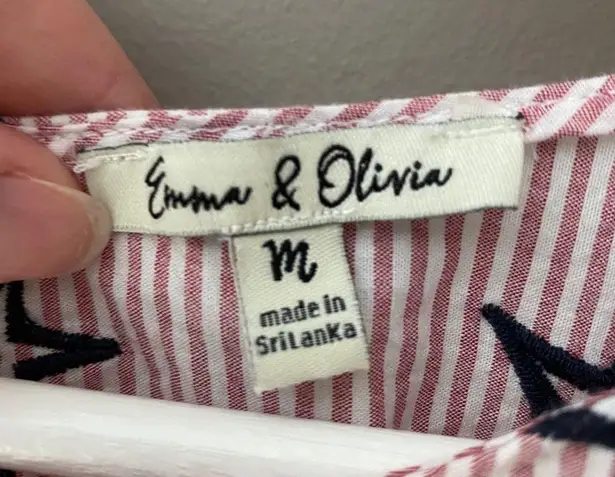 Emma & Olivia
M
made in
SriLanKa